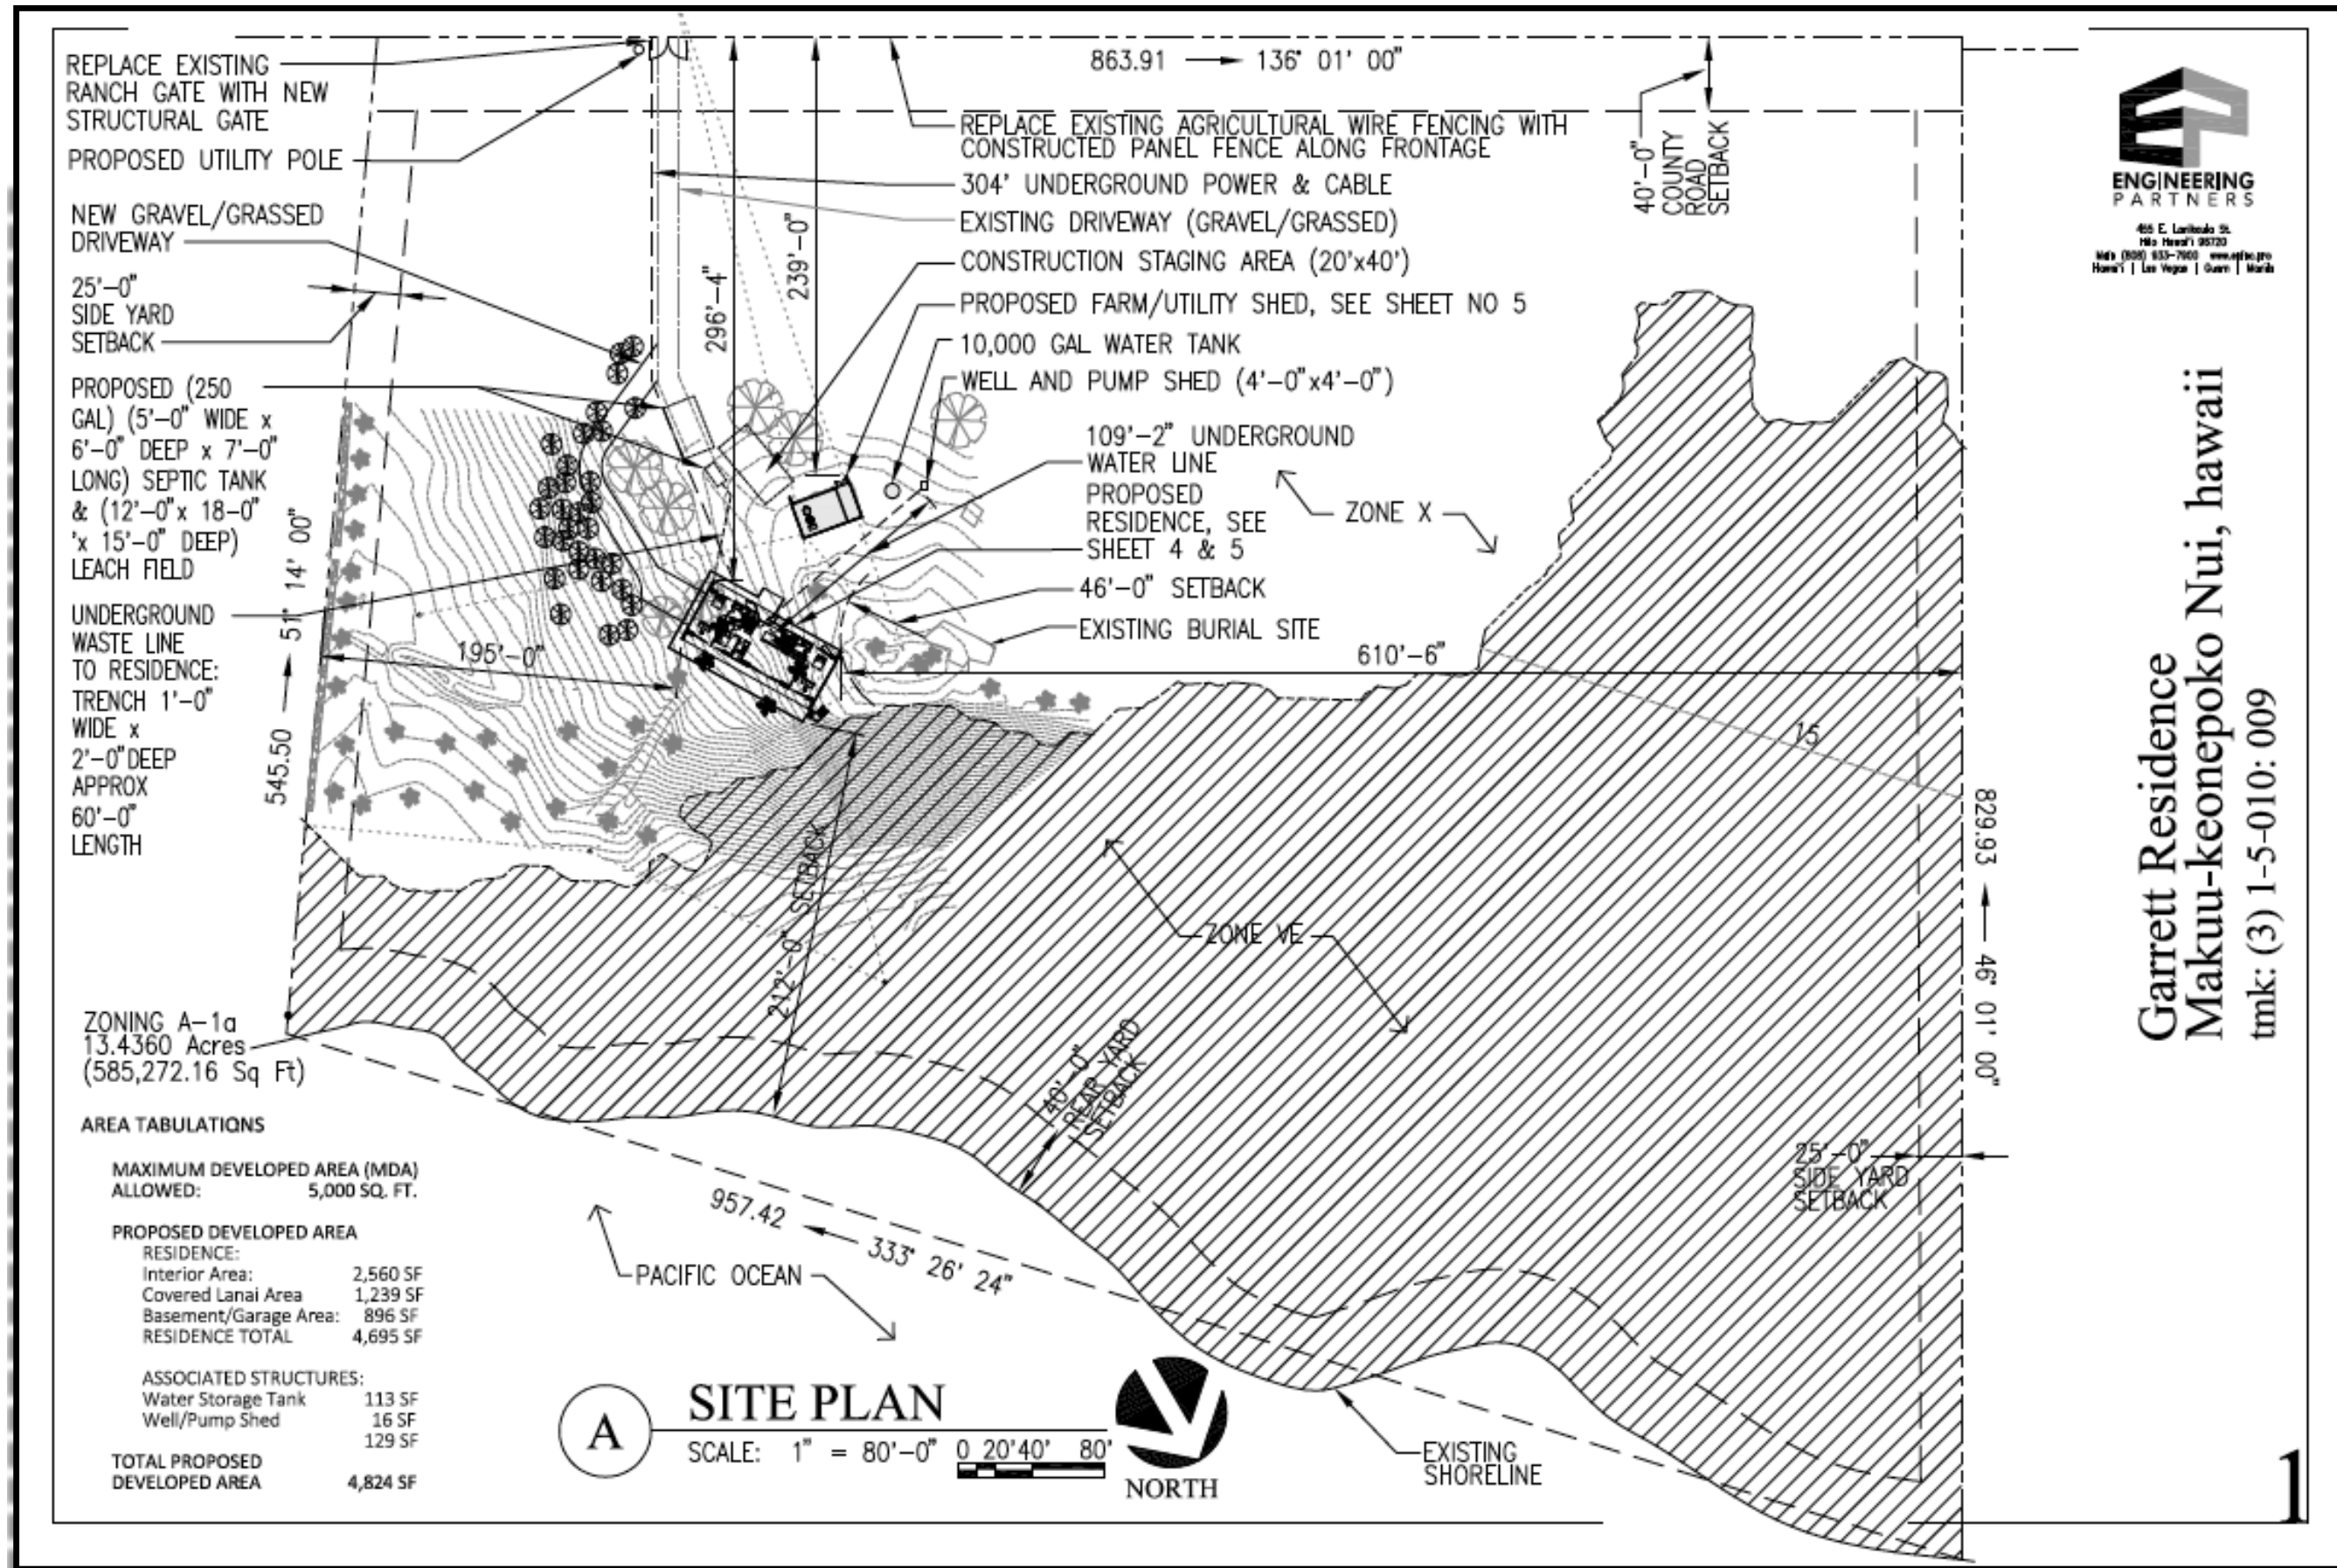 REPLACE EXISTING
RANCH GATE WITH NEW
STRUCTURAL GATE
PROPOSED UTILITY POLE
NEW GRAVEL/GRASSED
DRIVEWAY
25'-0"
SIDE YARD
SETBACK
PROPOSED (250
GAL) (5'-0" WIDE x
6'-0" DEEP x 7'-0"
LONG) SEPTIC TANK
& (12'-0"x 18-0"
'x 15'-0" DEEP)
LEACH FIELD
UNDERGROUND
WASTE LINE
TO RESIDENCE:
TRENCH 1'-0"
WIDE x
2'-0"DEEP
APPROX
60'-0"
LENGTH
545.50 51° 14' 00"
195'-0"
296'-4"
239'-0"
863.91 136° 01' 00"
REPLACE EXISTING AGRICULTURAL WIRE FENCING WITH
CONSTRUCTED PANEL FENCE ALONG FRONTAGE
304' UNDERGROUND POWER & CABLE
EXISTING DRIVEWAY (GRAVEL/GRASSED)
CONSTRUCTION STAGING AREA (20'x40')
PROPOSED FARM/UTILITY SHED, SEE SHEET NO 5
10,000 GAL WATER TANK
WELL AND PUMP SHED (4'-0"x4'-0")
109'-2" UNDERGROUND
WATER LINE
PROPOSED
RESIDENCE, SEE
SHEET 4 & 5
46'-0" SETBACK
EXISTING BURIAL SITE
ZONE X
610'-6"
40'-0"
COUNTY
ROAD
SETBACK
15
829.93 46° 01' 00"
ZONE VE
212'-0" SETBACK
40'-0"
REAR YARD
SETBACK
25'-0"
SIDE YARD
SETBACK
957.42 333° 26' 24"
PACIFIC OCEAN
EXISTING
SHORELINE
ZONING A-1a
13.4360 Acres
(585,272.16 Sq Ft)
AREA TABULATIONS
MAXIMUM DEVELOPED AREA (MDA)
ALLOWED: 5,000 SQ. FT.
PROPOSED DEVELOPED AREA
RESIDENCE:
Interior Area: 2,560 SF
Covered Lanai Area 1,239 SF
Basement/Garage Area: 896 SF
RESIDENCE TOTAL 4,695 SF
ASSOCIATED STRUCTURES:
Water Storage Tank 113 SF
Well/Pump Shed 16 SF
129 SF
TOTAL PROPOSED
DEVELOPED AREA 4,824 SF
A
SITE PLAN
SCALE: 1" = 80'-0" 0 20'40' 80'
NORTH
ENGINEERING
PARTNERS
Hilo Hawai'i 96720
Hawai'i | Las Vegas | Guam | Manila
Garrett Residence
Makuu-keonepoko Nui, hawaii
tmk: (3) 1-5-010: 009
1